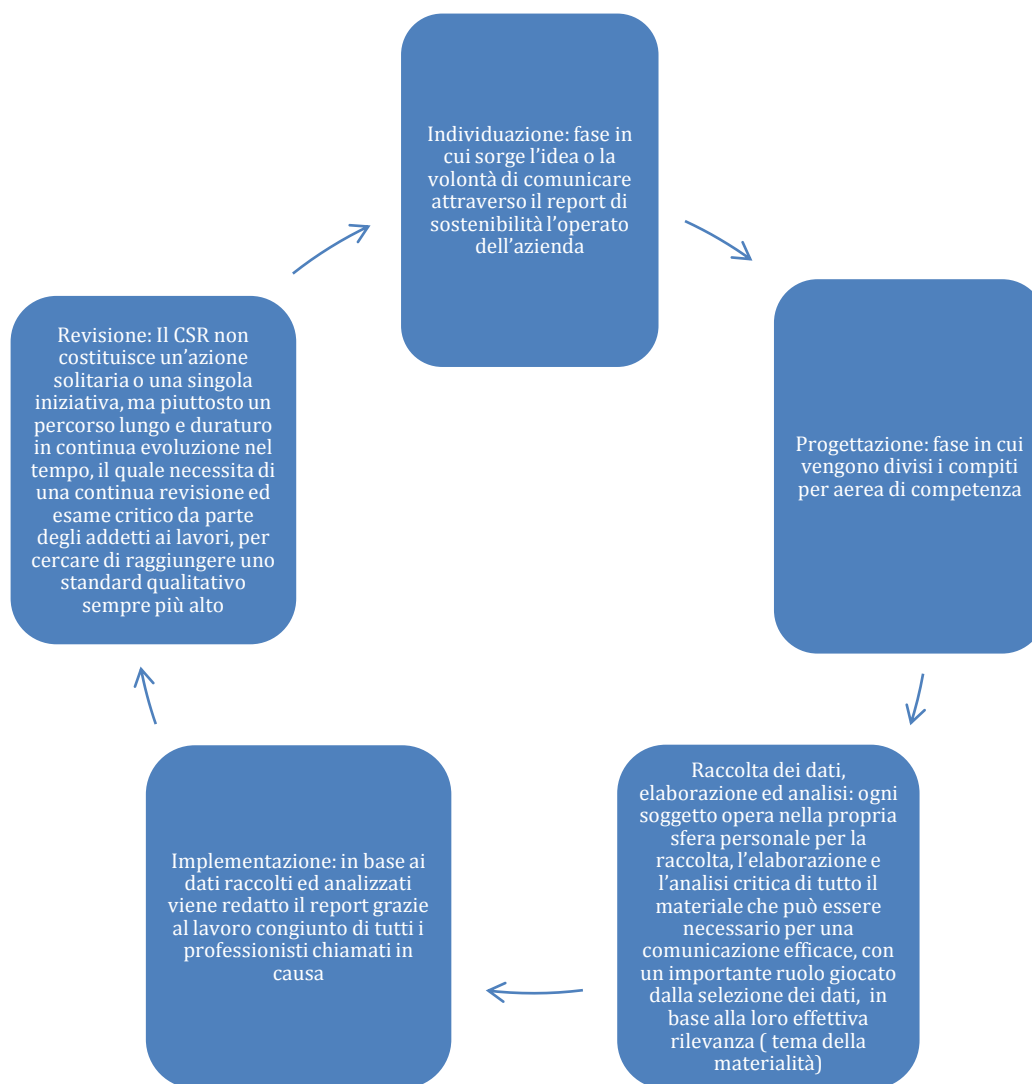 Individuazione: fase in
cui sorge l’idea o la
volontà di comunicare
attraverso il report di
sostenibilità l’operato
dell’azienda
Progettazione: fase in cui
vengono divisi i compiti
per aerea di competenza
Raccolta dei dati,
elaborazione ed analisi: ogni
soggetto opera nella propria
sfera personale per la
raccolta, l’elaborazione e
l’analisi critica di tutto il
materiale che può essere
necessario per una
comunicazione efficace, con
un importante ruolo giocato
dalla selezione dei dati, in
base alla loro effettiva
rilevanza ( tema della
materialità)
Implementazione: in base ai
dati raccolti ed analizzati
viene redatto il report grazie
al lavoro congiunto di tutti i
professionisti chiamati in
causa
Revisione: Il CSR non
costituisce un’azione
solitaria o una singola
iniziativa, ma piuttosto un
percorso lungo e duraturo
in continua evoluzione nel
tempo, il quale necessita di
una continua revisione ed
esame critico da parte
degli addetti ai lavori, per
cercare di raggiungere uno
standard qualitativo
sempre più alto